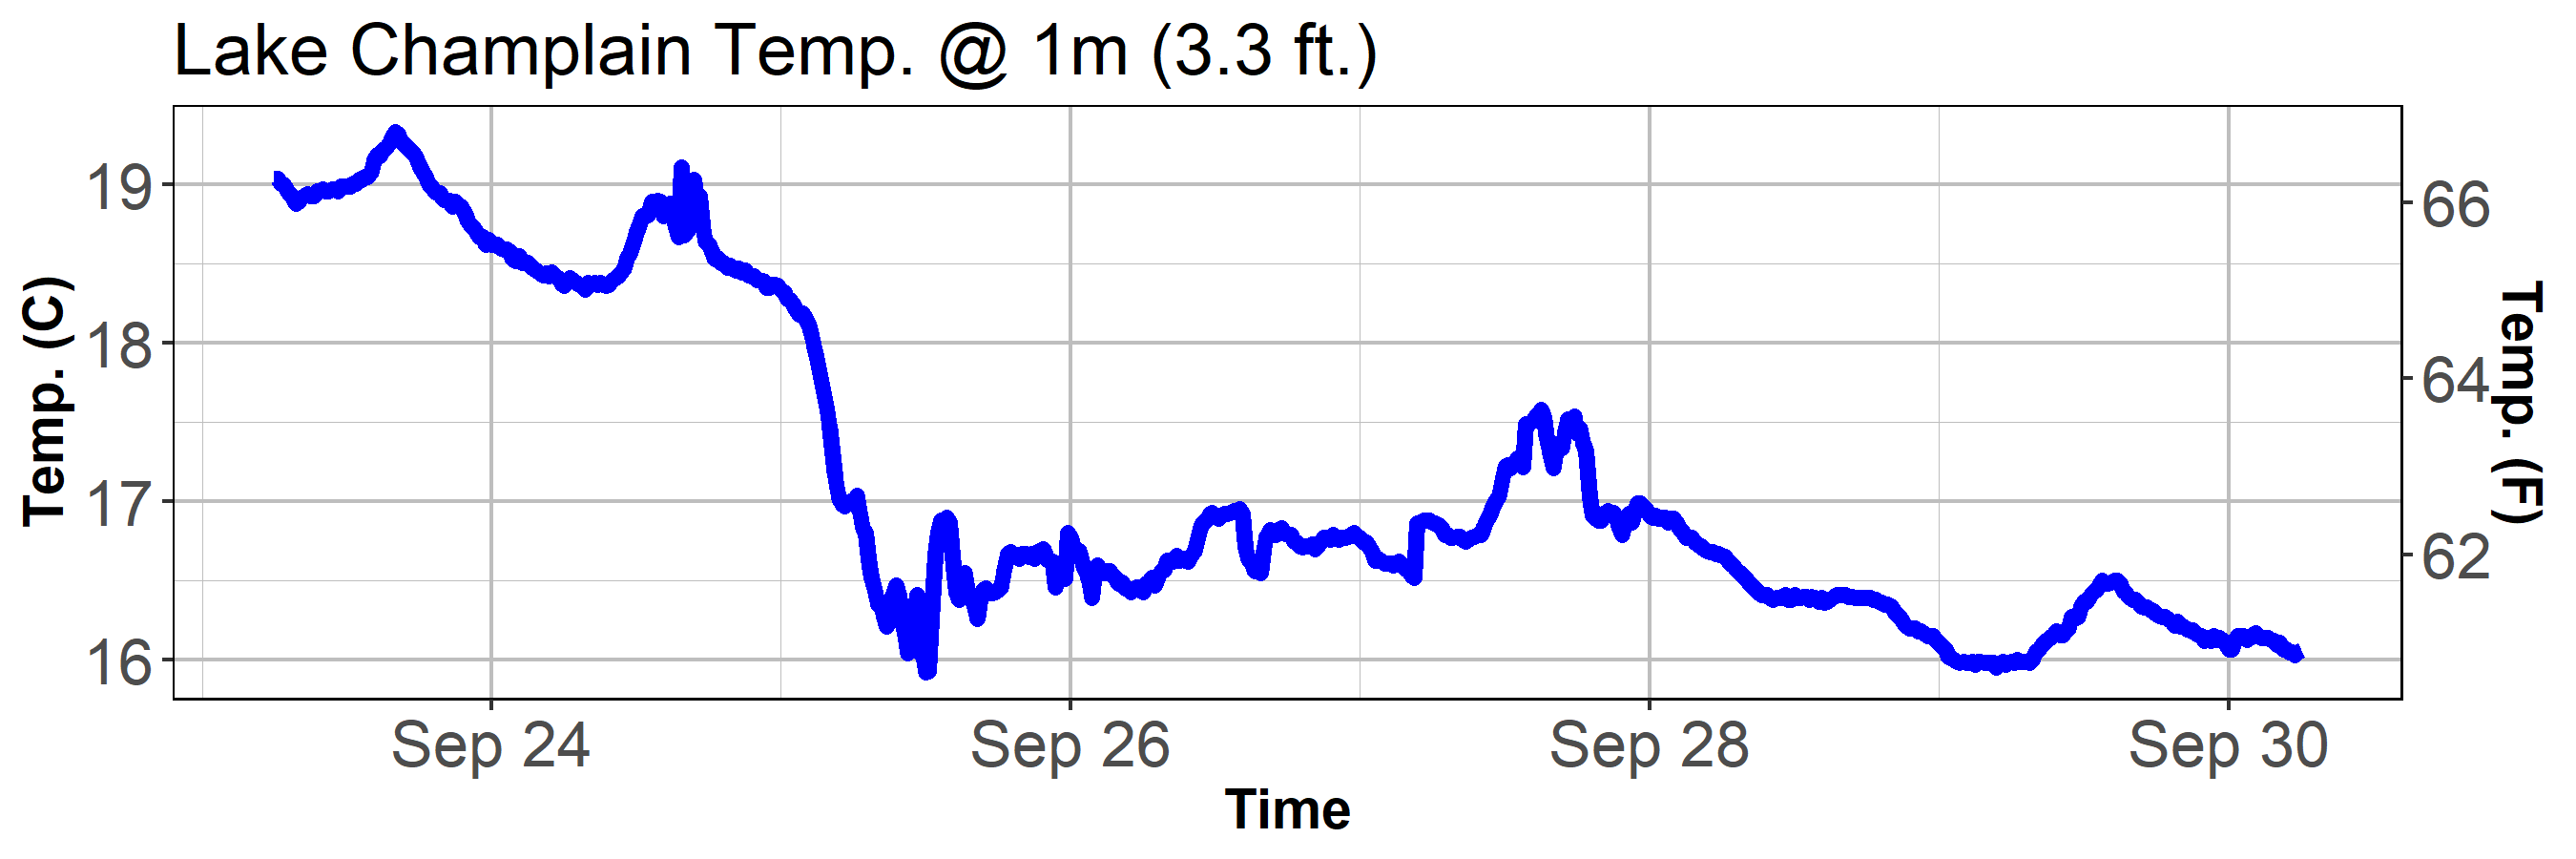 Lake Champlain Temp. @ 1m (3.3 ft.)
Temp. (C)
19
18
17
16
66
64
62
Temp. (F)
Sep 24
Sep 26
Sep 28
Sep 30
Time